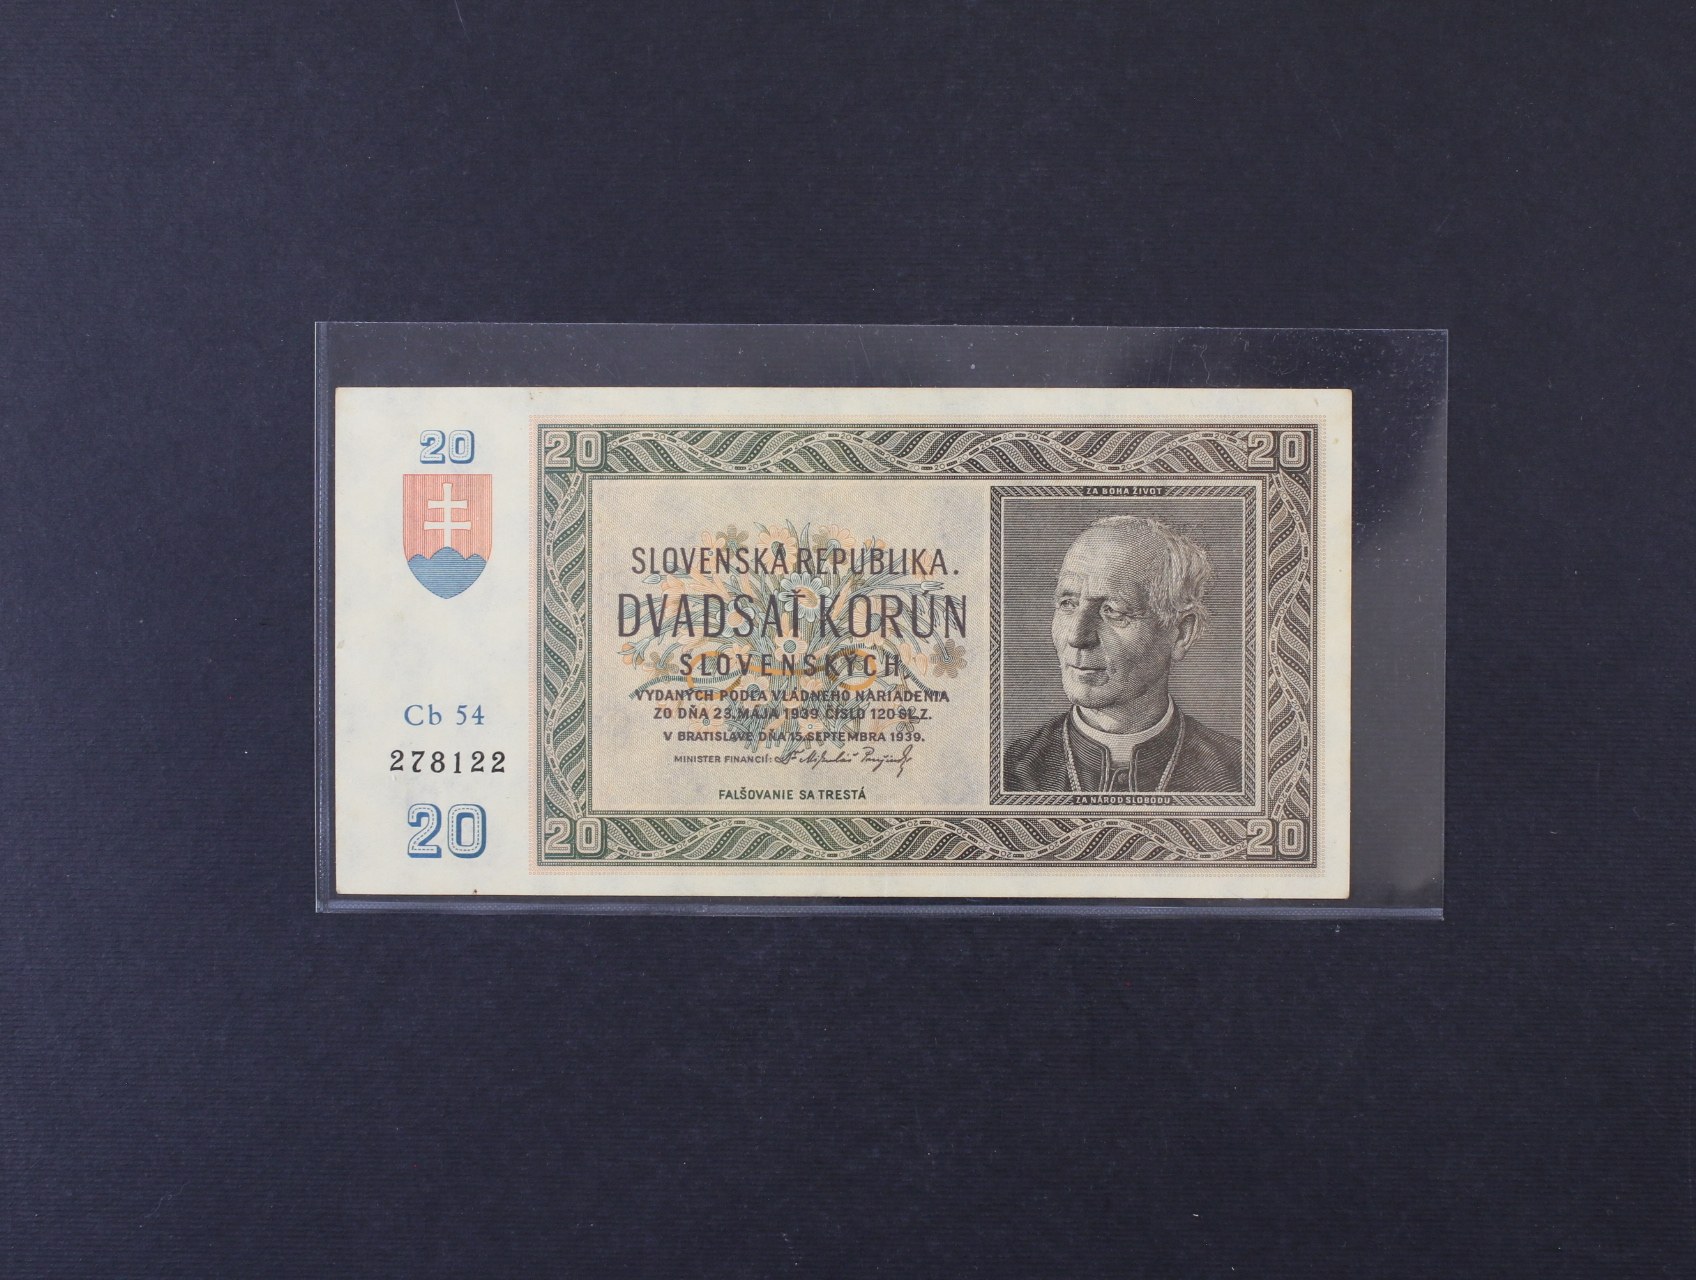 20
20
20
ZA BOHA ŽIVOT
SLOVENSKÁ REPUBLIKA.
DVADSAŤ KORÚN
SLOVENSKÝCH,
VYDANÝCH PODĽA VLÁDNEHO NARIADENIA
ZO DŇA 23. MÁJA 1939 ČÍSLO 120 SL. Z.
V BRATISLAVE DŇA 15. SEPTEMBRA 1939.
MINISTER FINANCIÍ:
FALŠOVANIE SA TRESTÁ
ZA NÁROD SLOBODU
Cb 54
278122
20
20
20